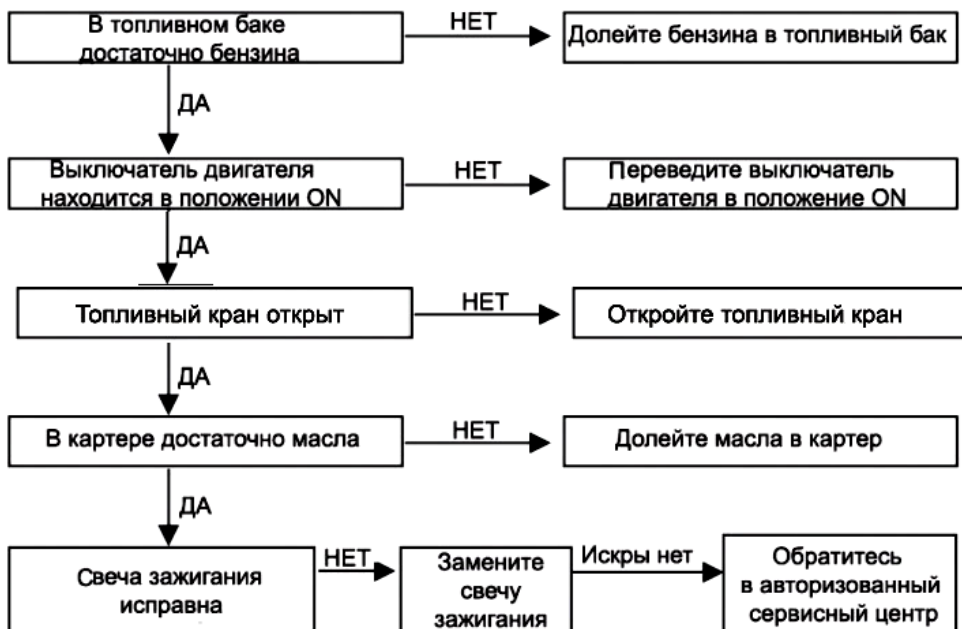 В топливном баке
достаточно бензина
НЕТ
Долейте бензина в топливный бак
ДА
Выключатель двигателя
находится в положении ON
НЕТ
Переведите выключатель
двигателя в положение ON
ДА
Топливный кран открыт
НЕТ
Откройте топливный кран
ДА
В картере достаточно масла
НЕТ
Долейте масла в картер
ДА
Свеча зажигания
исправна
НЕТ
Замените
свечу
зажигания
Искры нет
Обратитесь
в авторизованный
сервисный центр